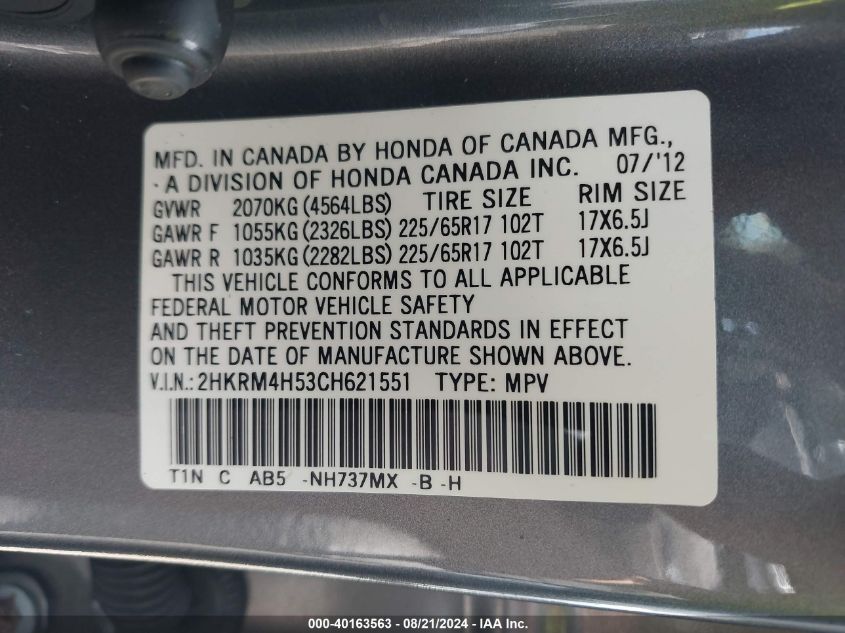 MFD. IN CANADA BY HONDA OF CANADA MFG.,
- A DIVISION OF HONDA CANADA INC. 07/'12
GVWR 2070KG (4564LBS) TIRE SIZE RIM SIZE
GAWR F 1055KG (2326LBS) 225/65R17 102T 17X6.5J
GAWR R 1035KG (2282LBS) 225/65R17 102T 17X6.5J
THIS VEHICLE CONFORMS TO ALL APPLICABLE
FEDERAL MOTOR VEHICLE SAFETY
AND THEFT PREVENTION STANDARDS IN EFFECT
ON THE DATE OF MANUFACTURE SHOWN ABOVE.
V.I.N.: 2HKRM4H53CH621551 TYPE: MPV
T1N C AB5 -NH737MX -B -H
000-40163563 - 08/21/2024 - IAA Inc.